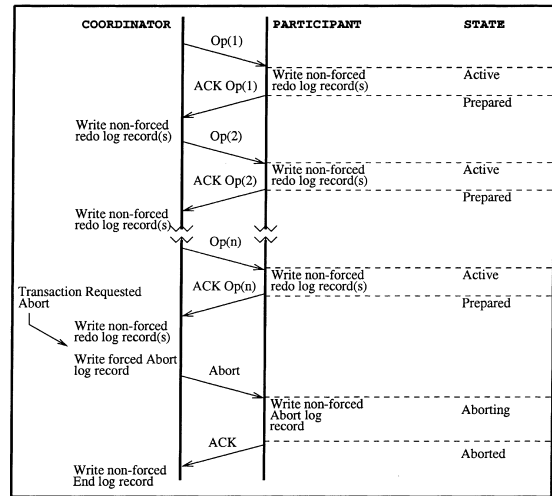 COORDINATOR PARTICIPANT STATE
Op(1)
Write non-forced
redo log record(s)
Active
ACK Op(1)
Prepared
Write non-forced
redo log record(s)
Op(2)
Write non-forced
redo log record(s)
Active
ACK Op(2)
Prepared
Write non-forced
redo log record(s)
Op(n)
Write non-forced
redo log record(s)
Active
ACK Op(n)
Prepared
Transaction Requested
Abort
Write non-forced
redo log record(s)
Write forced Abort
log record
Abort
Write non-forced
Abort log
record
Aborting
ACK
Aborted
Write non-forced
End log record